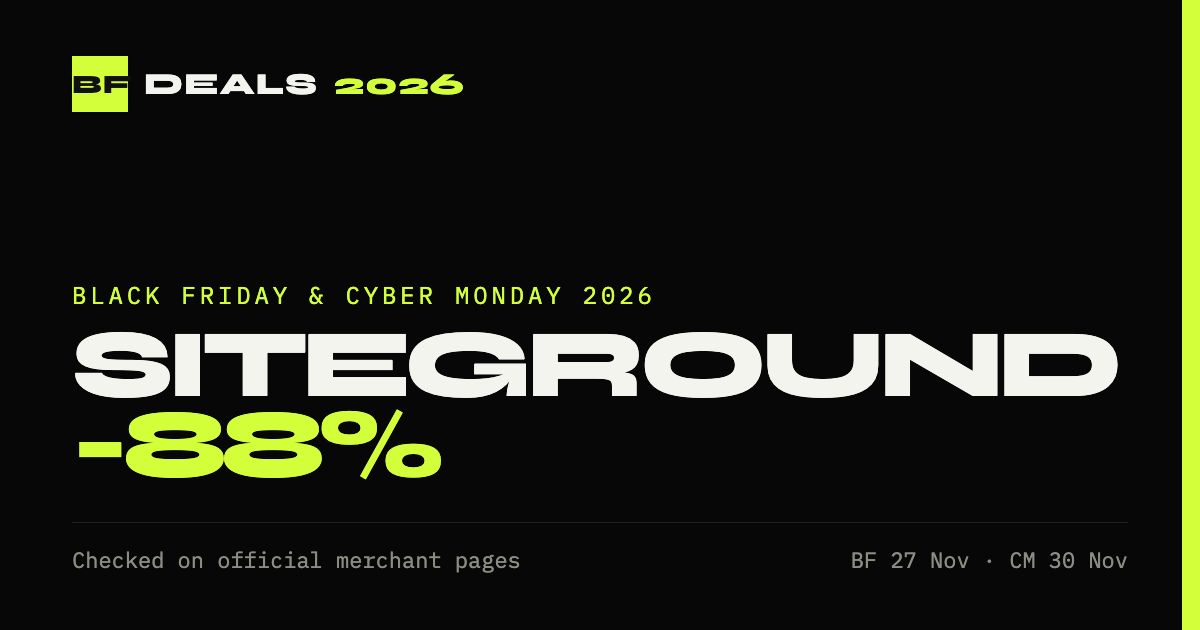 BF DEALS 2026
BLACK FRIDAY & CYBER MONDAY 2026
SITEGROUND
-88%
Checked on official merchant pages
BF 27 Nov · CM 30 Nov